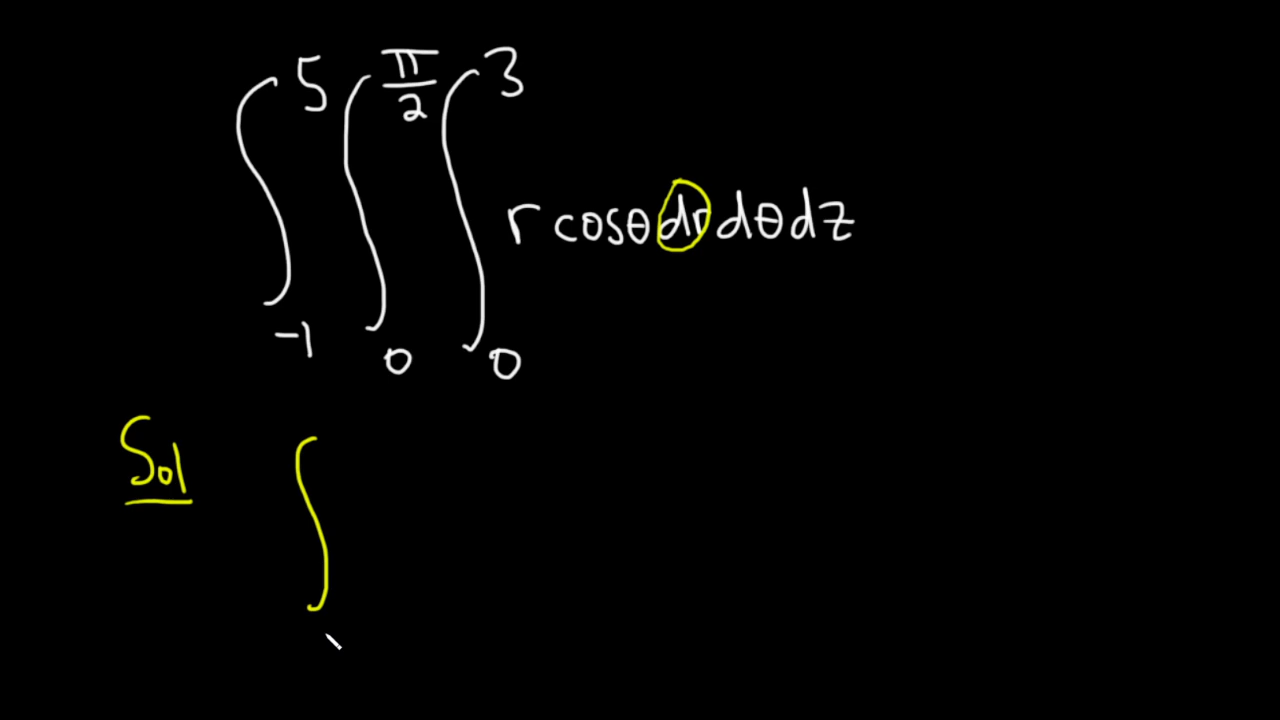 ∫_{-1}^{5} ∫_{0}^{π/2} ∫_{0}^{3} r cosθ dr dθ dz
Sol ∫